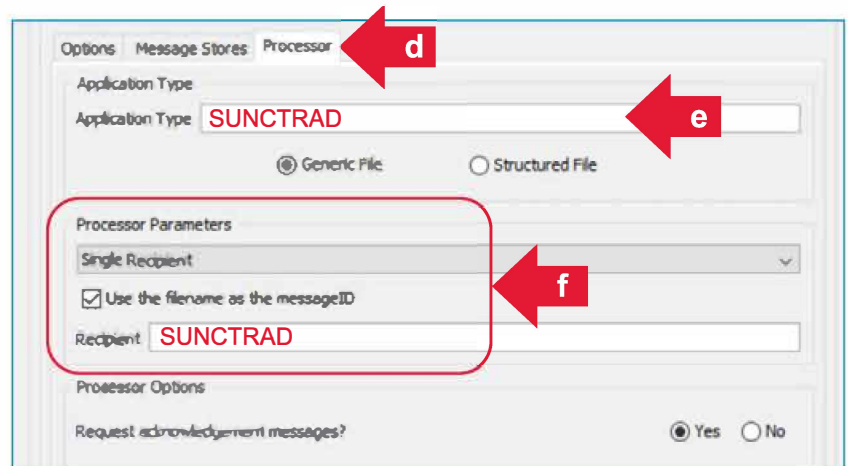 Options Message Stores Processor d
Application Type
Application Type SUNCTRAD e
Generic File Structured File
Processor Parameters
Single Recipient
f
Use the filename as the messageID
Recipient SUNCTRAD
Processor Options
Request acknowledgement messages? Yes No